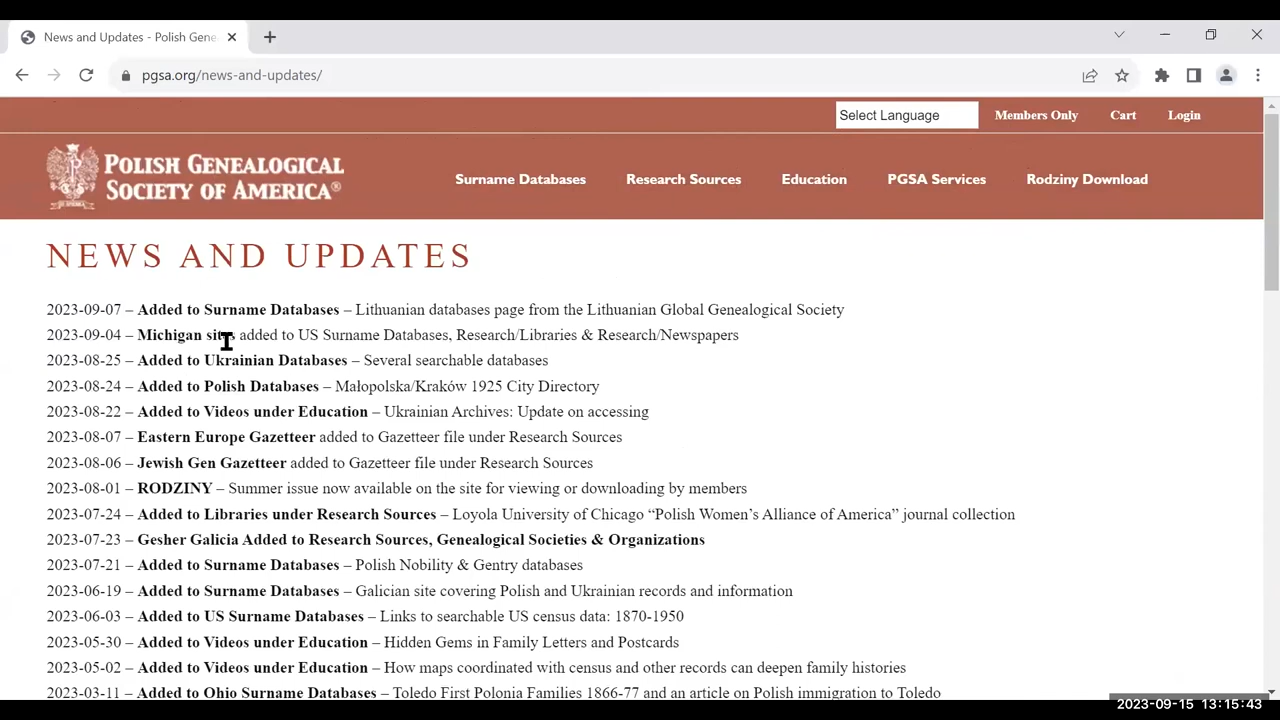 News and Updates - Polish Gene
pgsa.org/news-and-updates/
Select Language Members Only Cart Login
POLISH GENEALOGICAL
SOCIETY OF AMERICA®
Surname Databases Research Sources Education PGSA Services Rodziny Download
NEWS AND UPDATES
2023-09-07 – Added to Surname Databases – Lithuanian databases page from the Lithuanian Global Genealogical Society
2023-09-04 – Michigan sites added to US Surname Databases, Research/Libraries & Research/Newspapers
2023-08-25 – Added to Ukrainian Databases – Several searchable databases
2023-08-24 – Added to Polish Databases – Małopolska/Kraków 1925 City Directory
2023-08-22 – Added to Videos under Education – Ukrainian Archives: Update on accessing
2023-08-07 – Eastern Europe Gazetteer added to Gazetteer file under Research Sources
2023-08-06 – Jewish Gen Gazetteer added to Gazetteer file under Research Sources
2023-08-01 – RODZINY – Summer issue now available on the site for viewing or downloading by members
2023-07-24 – Added to Libraries under Research Sources – Loyola University of Chicago “Polish Women’s Alliance of America” journal collection
2023-07-23 – Gesher Galicia Added to Research Sources, Genealogical Societies & Organizations
2023-07-21 – Added to Surname Databases – Polish Nobility & Gentry databases
2023-06-19 – Added to Surname Databases – Galician site covering Polish and Ukrainian records and information
2023-06-03 – Added to US Surname Databases – Links to searchable US census data: 1870-1950
2023-05-30 – Added to Videos under Education – Hidden Gems in Family Letters and Postcards
2023-05-02 – Added to Videos under Education – How maps coordinated with census and other records can deepen family histories
2023-03-11 – Added to Ohio Surname Databases – Toledo First Polonia Families 1866-77 and an article on Polish immigration to Toledo
2023-09-15 13:15:43